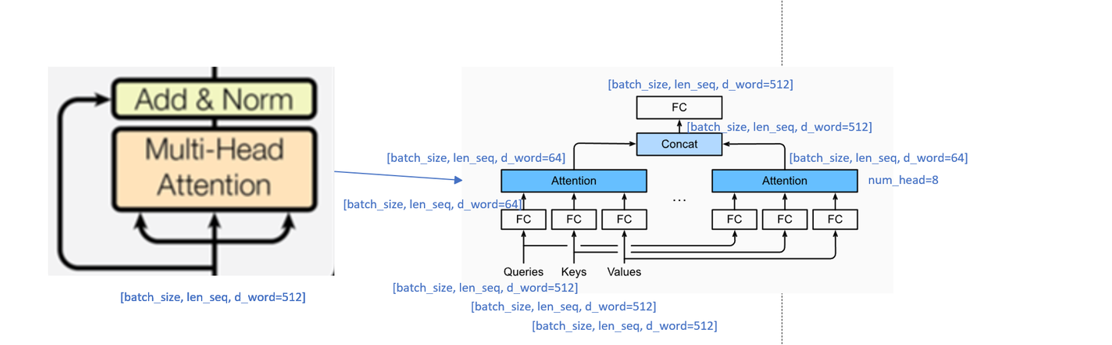 Add & Norm
Multi-Head
Attention
[batch_size, len_seq, d_word=512]
[batch_size, len_seq, d_word=512]
FC
[batch_size, len_seq, d_word=512]
Concat
[batch_size, len_seq, d_word=64]
[batch_size, len_seq, d_word=64]
Attention
...
Attention
num_head=8
[batch_size, len_seq, d_word=64]
FC
FC
FC
FC
FC
FC
Queries
Keys
Values
[batch_size, len_seq, d_word=512]
[batch_size, len_seq, d_word=512]
[batch_size, len_seq, d_word=512]